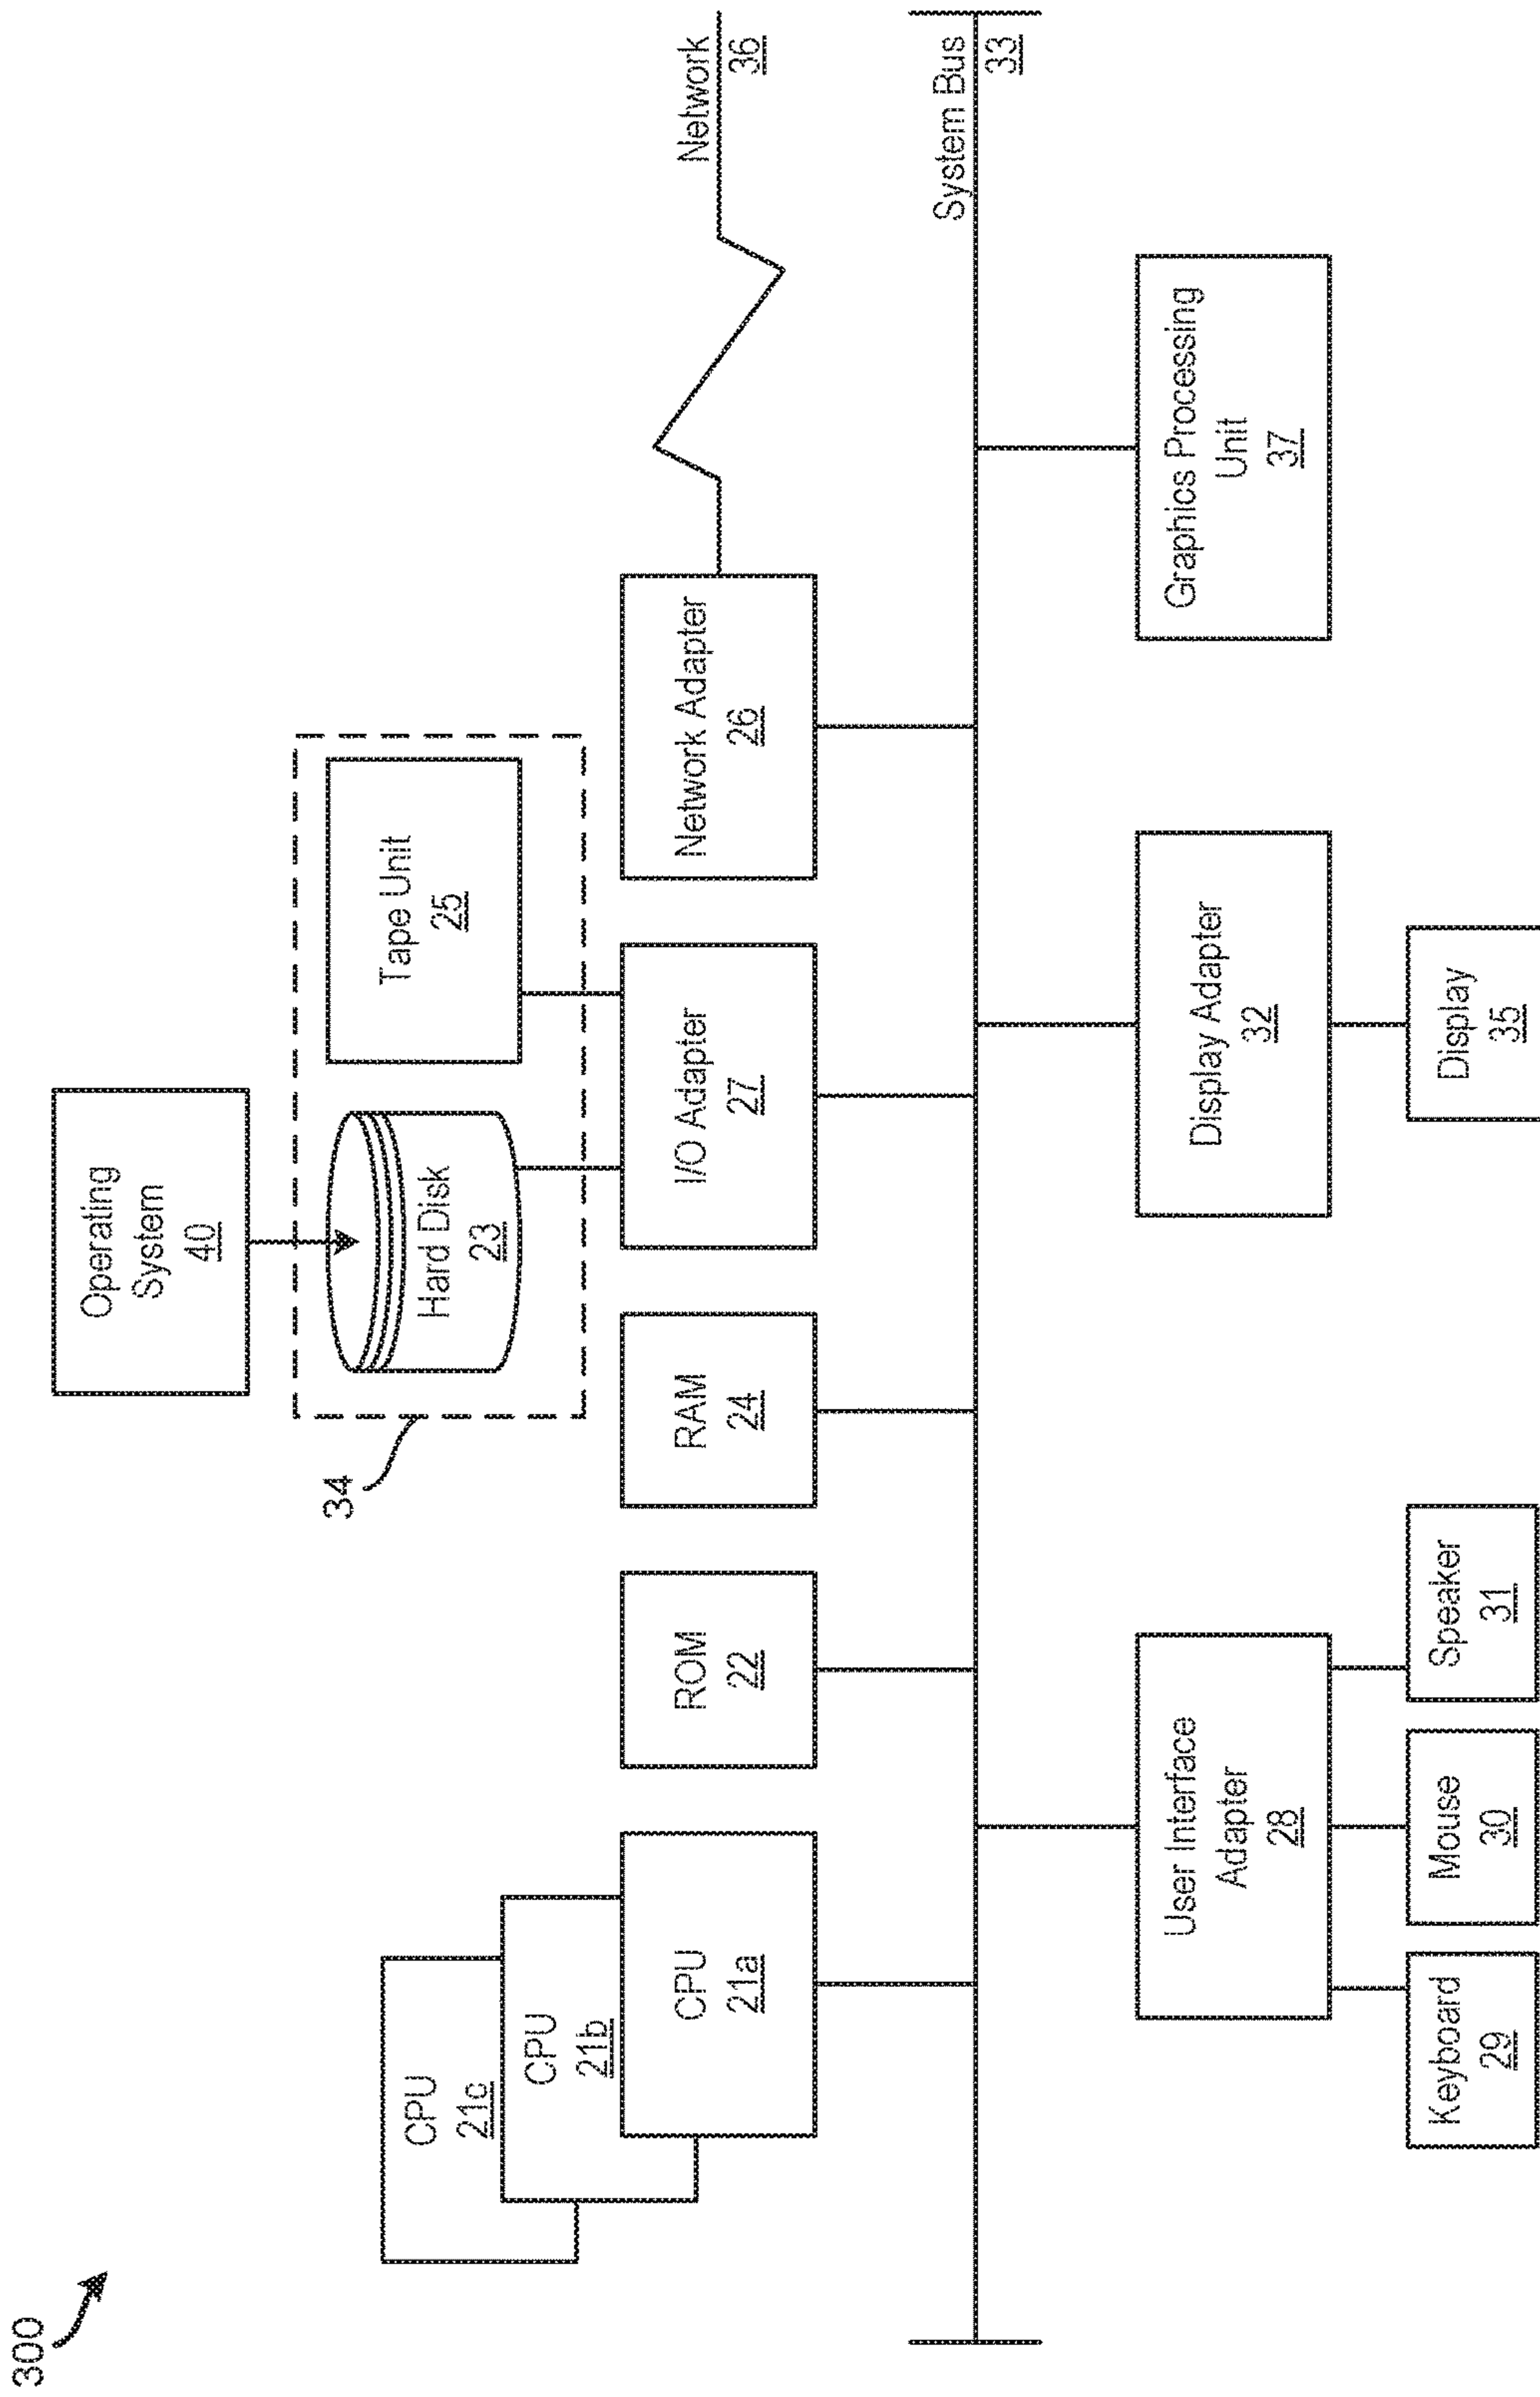 300
Operating
System
40
34
Hard Disk
23
Tape Unit
25
CPU
21c
CPU
21b
CPU
21a
ROM
22
RAM
24
I/O Adapter
27
Network Adapter
26
Network
36
System Bus
33
User Interface
Adapter
28
Display Adapter
32
Graphics Processing
Unit
37
Keyboard
29
Mouse
30
Speaker
31
Display
35